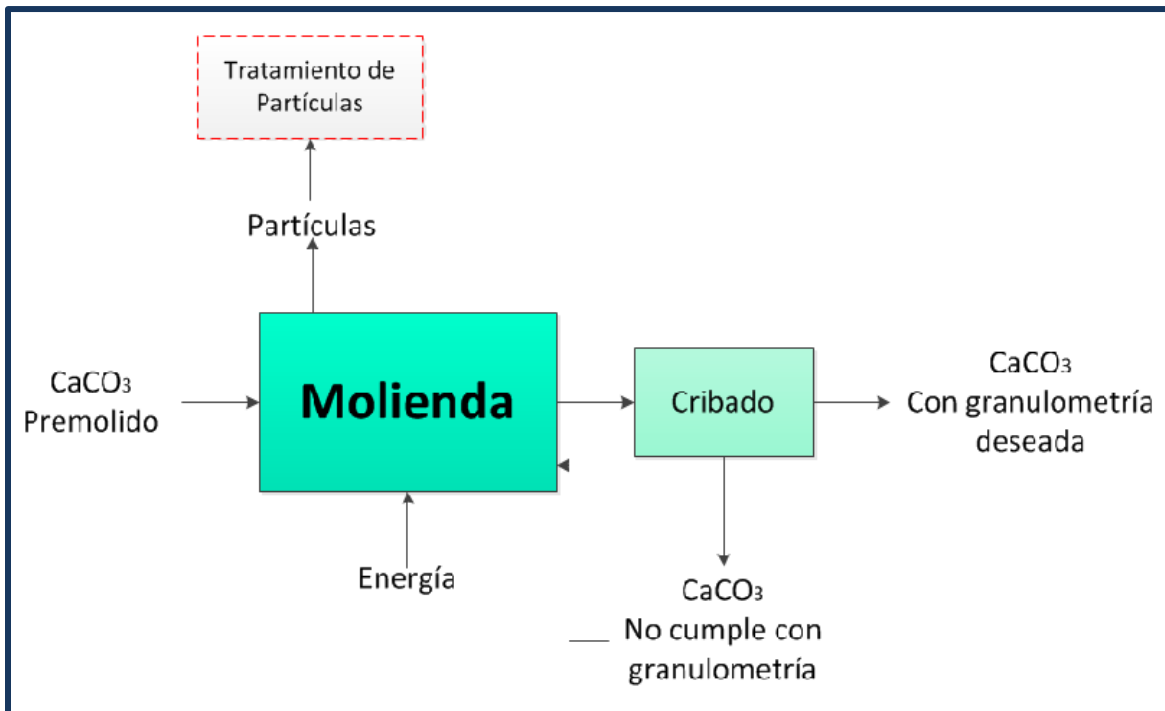 Tratamiento de
Partículas
Partículas
CaCO₃
Premolido
Molienda
Cribado
CaCO₃
Con granulometría
deseada
Energía
CaCO₃
No cumple con
granulometría